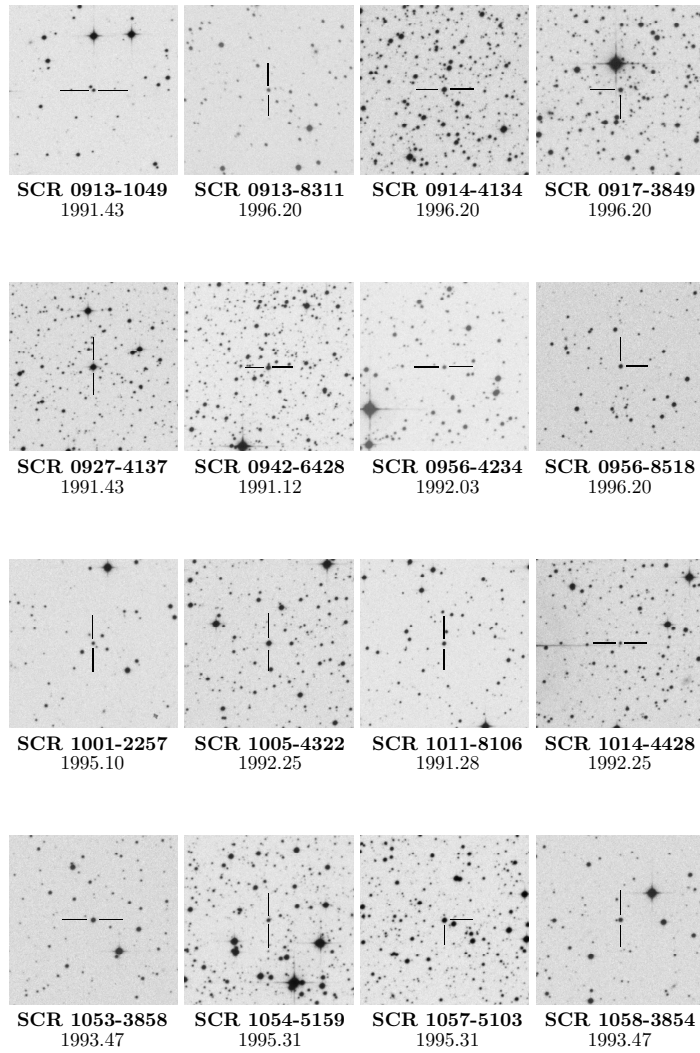 SCR 0913-1049 SCR 0913-8311 SCR 0914-4134 SCR 0917-3849
1991.43 1996.20 1996.20 1996.20
SCR 0927-4137 SCR 0942-6428 SCR 0956-4234 SCR 0956-8518
1991.43 1991.12 1992.03 1996.20
SCR 1001-2257 SCR 1005-4322 SCR 1011-8106 SCR 1014-4428
1995.10 1992.25 1991.28 1992.25
SCR 1053-3858 SCR 1054-5159 SCR 1057-5103 SCR 1058-3854
1993.47 1995.31 1995.31 1993.47